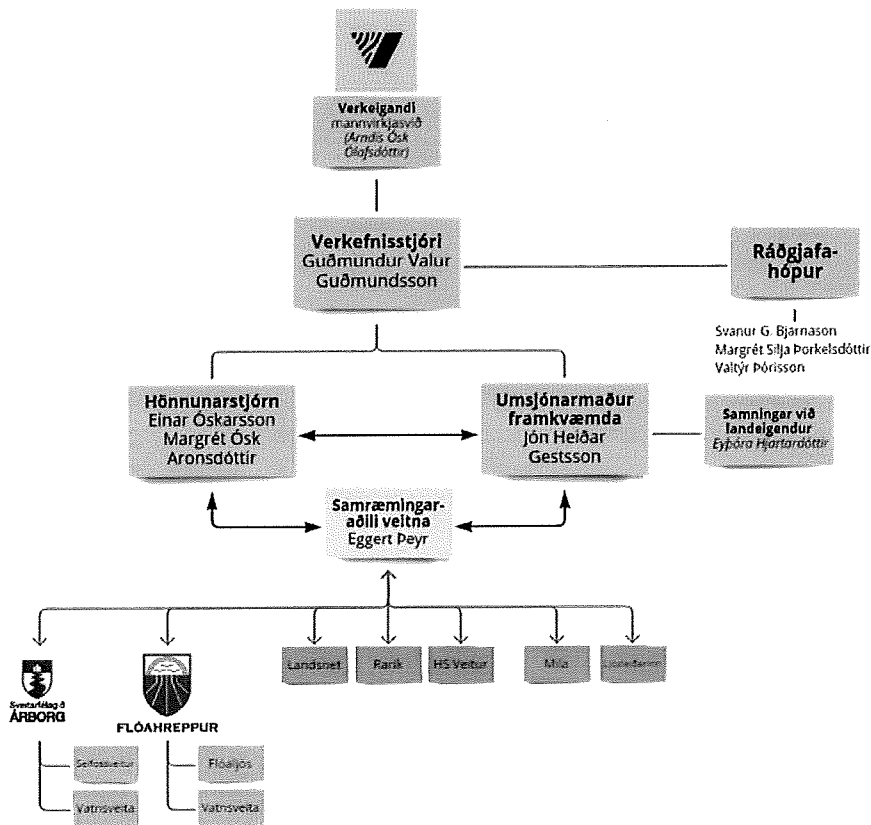 Verkeigandi
mannvirkjasvið
(Arndís Ósk
Ólafsdóttir)
Verkefnisstjóri
Guðmundur Valur
Guðmundsson
Ráðgjafa-
hópur
Svanur G. Bjarnason
Margrét Silja Þorkelsdóttir
Valtýr Þórisson
Hönnunarstjórn
Einar Óskarsson
Margrét Ósk
Aronsdóttir
Umsjónarmaður
framkvæmda
Jón Heiðar
Gestsson
Samningar við
landeigendur
Eyþóra Hjartardóttir
Samræmingar-
aðili veitna
Eggert Þeyr
Landsnet
Rarik
HS Veitur
Míla
Sveitarfélagið
ÁRBORG
FLÓAHREPPUR
Selfossveitur
Flóaljós
Vatnsveita
Vatnsveita